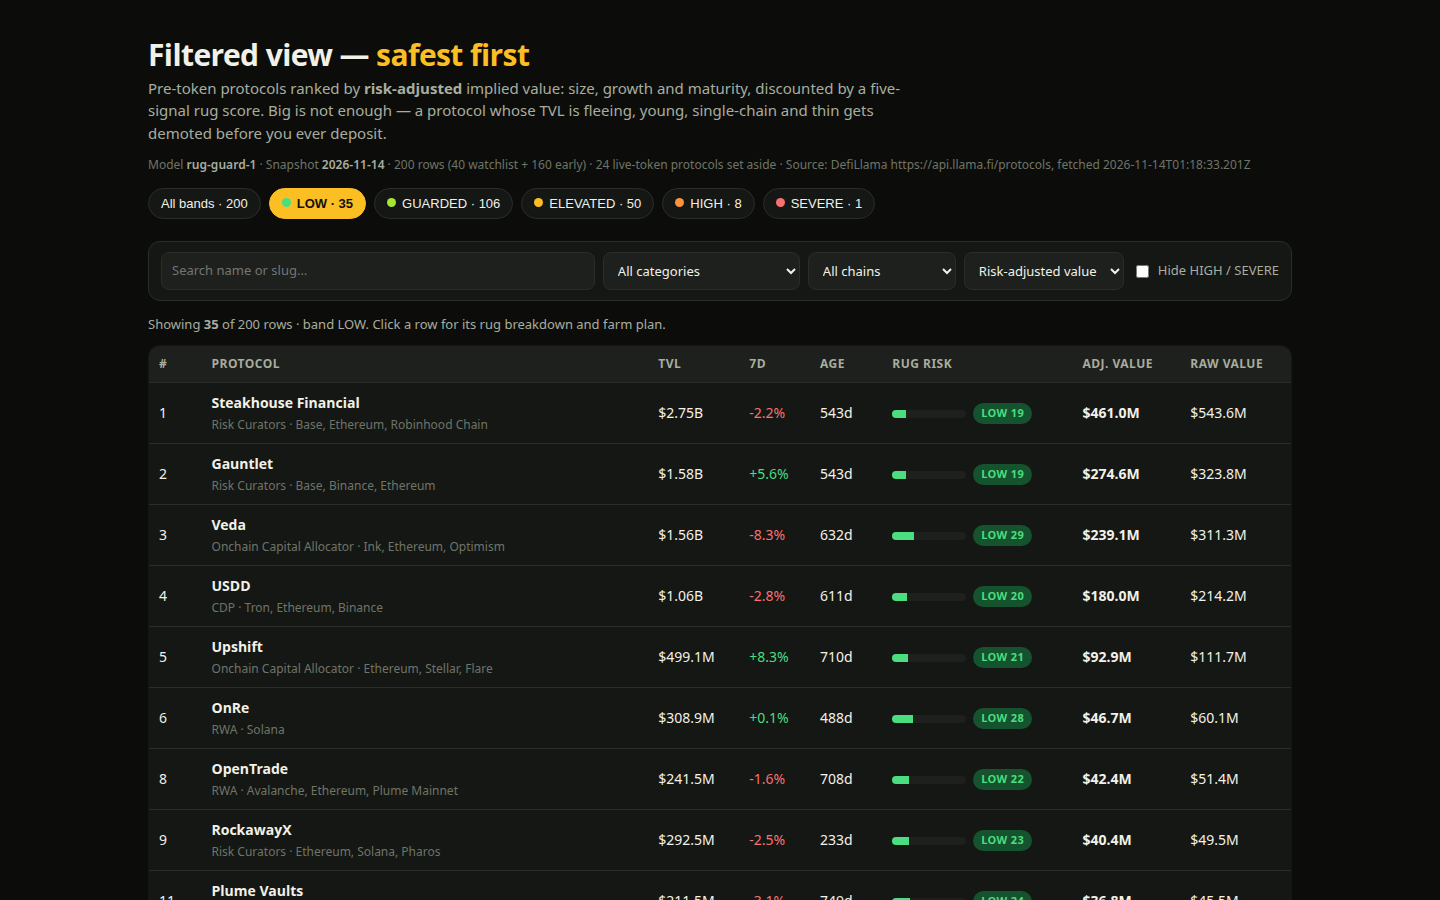 Filtered view — safest first
Pre-token protocols ranked by risk-adjusted implied value: size, growth and maturity, discounted by a five-
signal rug score. Big is not enough — a protocol whose TVL is fleeing, young, single-chain and thin gets
demoted before you ever deposit.
Model rug-guard-1 · Snapshot 2026-11-14 · 200 rows (40 watchlist + 160 early) · 24 live-token protocols set aside · Source: DefiLlama https://api.llama.fi/protocols, fetched 2026-11-14T01:18:33.201Z
All bands · 200 LOW · 35 GUARDED · 106 ELEVATED · 50 HIGH · 8 SEVERE · 1
Search name or slug... All categories All chains Risk-adjusted value Hide HIGH / SEVERE
Showing 35 of 200 rows · band LOW. Click a row for its rug breakdown and farm plan.
# PROTOCOL TVL 7D AGE RUG RISK ADJ. VALUE RAW VALUE
1 Steakhouse Financial $2.75B -2.2% 543d LOW 19 $461.0M $543.6M
Risk Curators · Base, Ethereum, Robinhood Chain
2 Gauntlet $1.58B +5.6% 543d LOW 19 $274.6M $323.8M
Risk Curators · Base, Binance, Ethereum
3 Veda $1.56B -8.3% 632d LOW 29 $239.1M $311.3M
Onchain Capital Allocator · Ink, Ethereum, Optimism
4 USDD $1.06B -2.8% 611d LOW 20 $180.0M $214.2M
CDP · Tron, Ethereum, Binance
5 Upshift $499.1M +8.3% 710d LOW 21 $92.9M $111.7M
Onchain Capital Allocator · Ethereum, Stellar, Flare
6 OnRe $308.9M +0.1% 488d LOW 28 $46.7M $60.1M
RWA · Solana
8 OpenTrade $241.5M -1.6% 708d LOW 22 $42.4M $51.4M
RWA · Avalanche, Ethereum, Plume Mainnet
9 RockawayX $292.5M -2.5% 233d LOW 23 $40.4M $49.5M
Risk Curators · Ethereum, Solana, Pharos
Plume Vaults